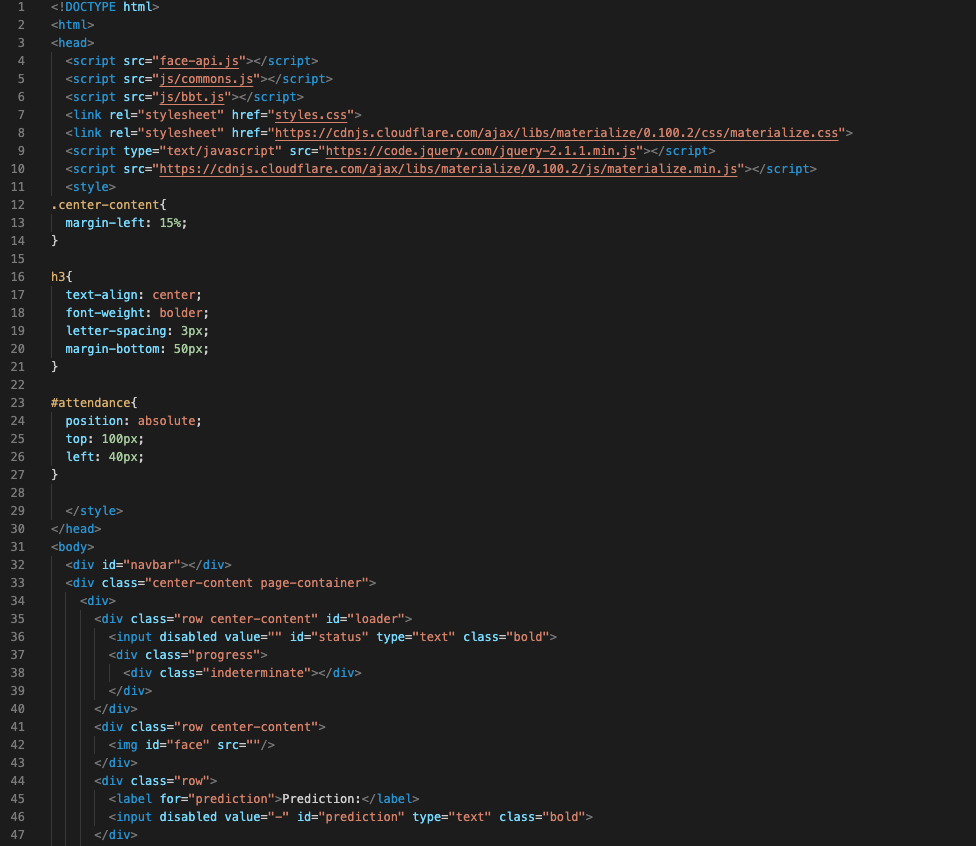 1 <!DOCTYPE html>
2 <html>
3 <head>
4 <script src="face-api.js"></script>
5 <script src="js/commons.js"></script>
6 <script src="js/bbt.js"></script>
7 <link rel="stylesheet" href="styles.css">
8 <link rel="stylesheet" href="https://cdnjs.cloudflare.com/ajax/libs/materialize/0.100.2/css/materialize.css">
9 <script type="text/javascript" src="https://code.jquery.com/jquery-2.1.1.min.js"></script>
10 <script src="https://cdnjs.cloudflare.com/ajax/libs/materialize/0.100.2/js/materialize.min.js"></script>
11 <style>
12 .center-content{
13 margin-left: 15%;
14 }
15
16 h3{
17 text-align: center;
18 font-weight: bolder;
19 letter-spacing: 3px;
20 margin-bottom: 50px;
21 }
22
23 #attendance{
24 position: absolute;
25 top: 100px;
26 left: 40px;
27 }
28
29 </style>
30 </head>
31 <body>
32 <div id="navbar"></div>
33 <div class="center-content page-container">
34 <div>
35 <div class="row center-content" id="loader">
36 <input disabled value="" id="status" type="text" class="bold">
37 <div class="progress">
38 <div class="indeterminate"></div>
39 </div>
40 </div>
41 <div class="row center-content">
42 <img id="face" src=""/>
43 </div>
44 <div class="row">
45 <label for="prediction">Prediction:</label>
46 <input disabled value="-" id="prediction" type="text" class="bold">
47 </div>